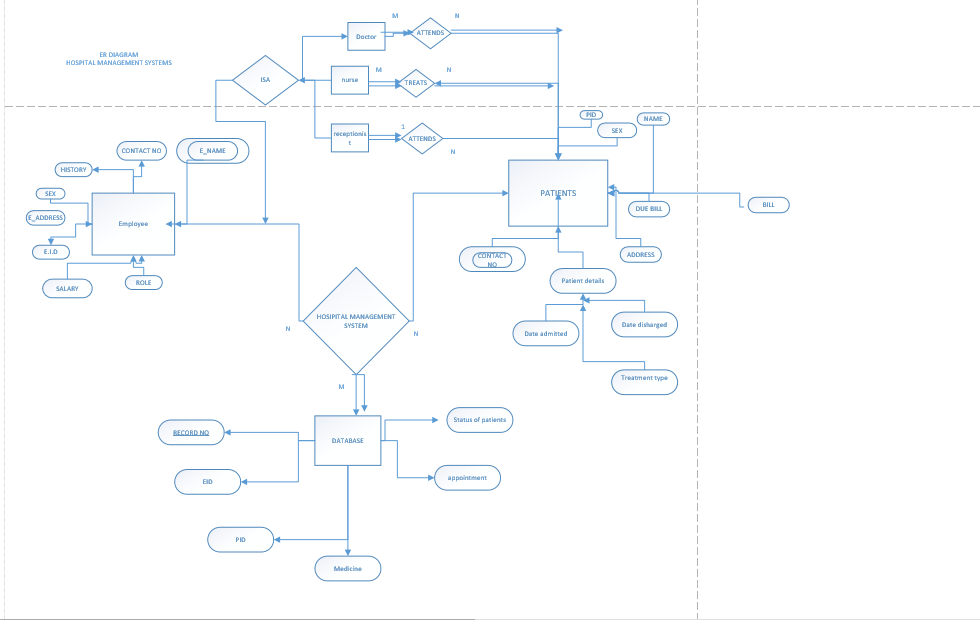 M
N
Doctor
ATTENDS
ER DIAGRAM
HOSPITAL MANAGEMENT SYSTEMS
ISA
nurse
M
TREATS
N
receptionis
t
1
ATTENDS
N
PID
SEX
NAME
CONTACT NO
E_NAME
HISTORY
SEX
E_ADDRESS
E.I.D
Employee
SALARY
ROLE
PATIENTS
DUE BILL
BILL
ADDRESS
CONTACT
NO
Patient details
Date admitted
Date disharged
Treatment type
HOSIPITAL MANAGEMENT
SYSTEM
N
N
M
DATABASE
RECORD NO
EID
PID
Medicine
Status of patients
appointment